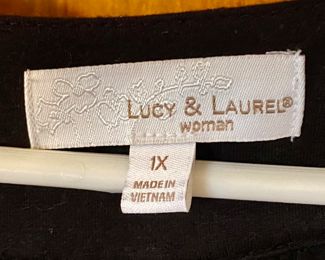 LUCY & LAUREL®
woman
1X
MADE IN
VIETNAM